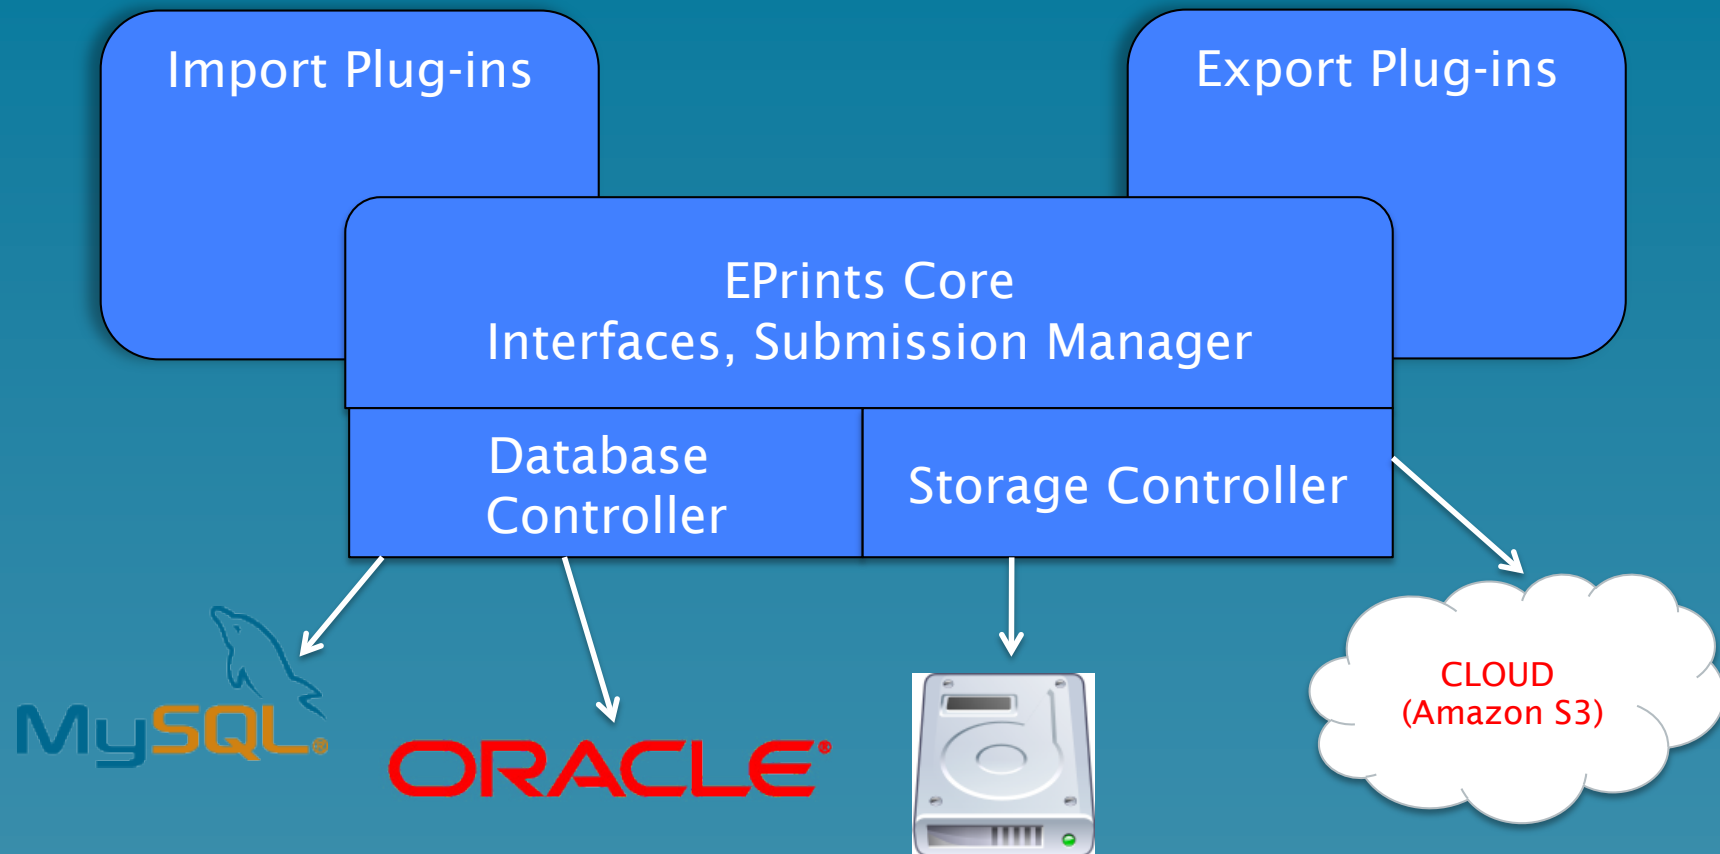 Import Plug-ins
Export Plug-ins
EPrints Core
Interfaces, Submission Manager
Database
Controller
Storage Controller
MySQL®
ORACLE®
CLOUD
(Amazon S3)